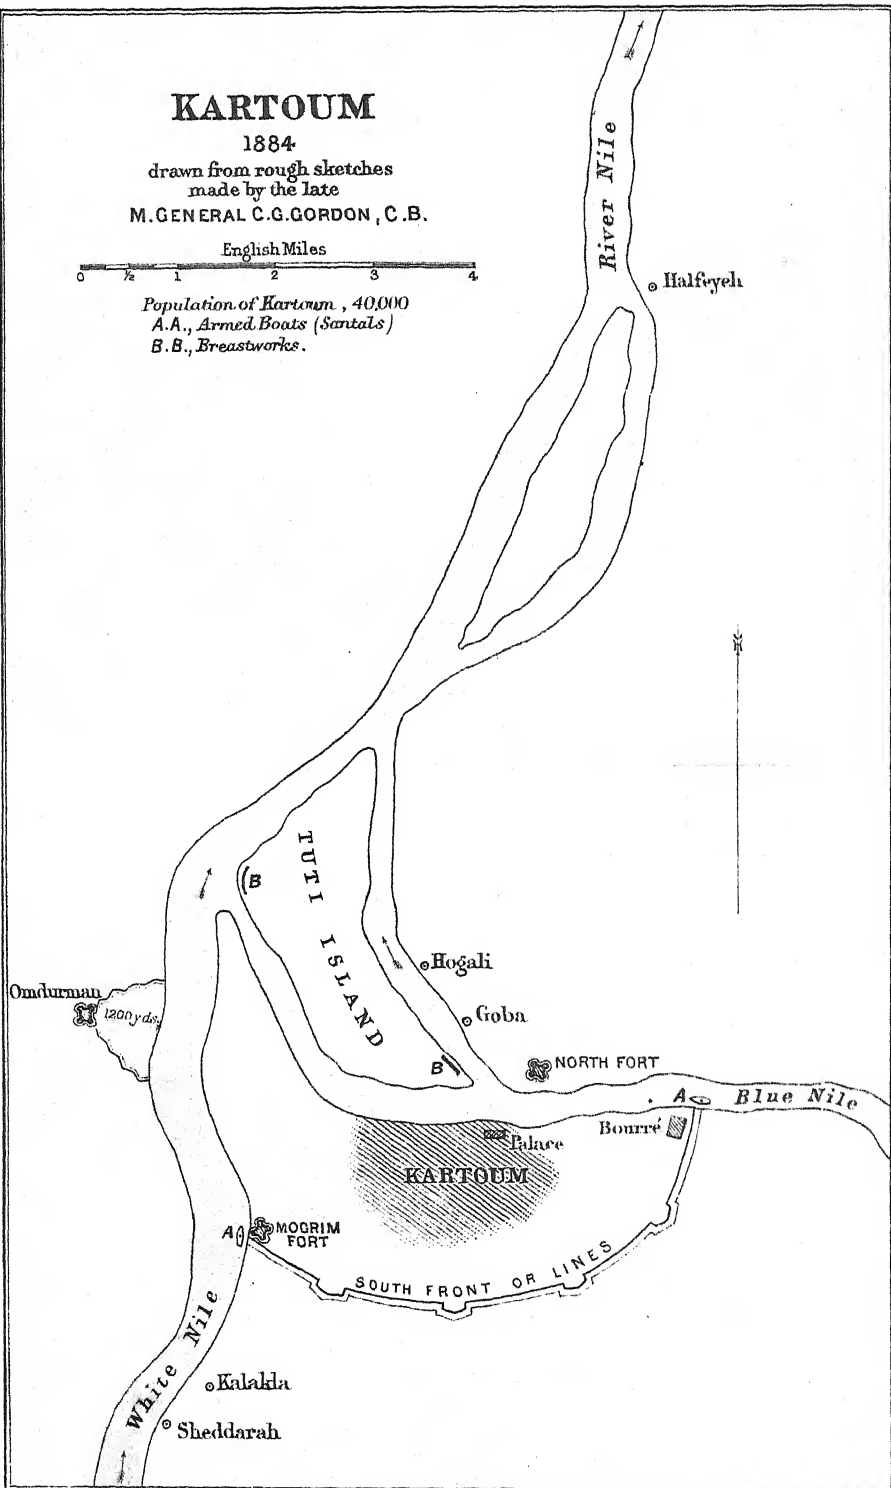 KARTOUM
1884
drawn from rough sketches
made by the late
M.GENERAL C.G.GORDON, C.B.
English Miles
0 ½ 1 2 3 4
Population of Kartoum, 40,000
A.A., Armed Boats (Santals)
B.B., Breastworks.
River Nile
Halfeyeh
TUTI ISLAND
B
Hogali
Omdurman
1200 yds.
Goba
B
NORTH FORT
A
Blue Nile
Bourré
Palace
KARTOUM
A
MOGRIM
FORT
SOUTH FRONT OR LINES
White Nile
Kalakla
Sheddarah